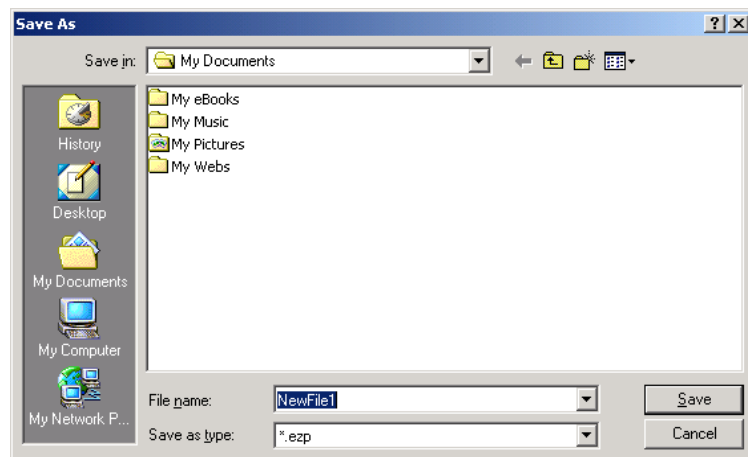 Save As
Save in: My Documents
History
Desktop
My Documents
My Computer
My Network P...
My eBooks
My Music
My Pictures
My Webs
File name: NewFile1 Save
Save as type: *.ezp Cancel